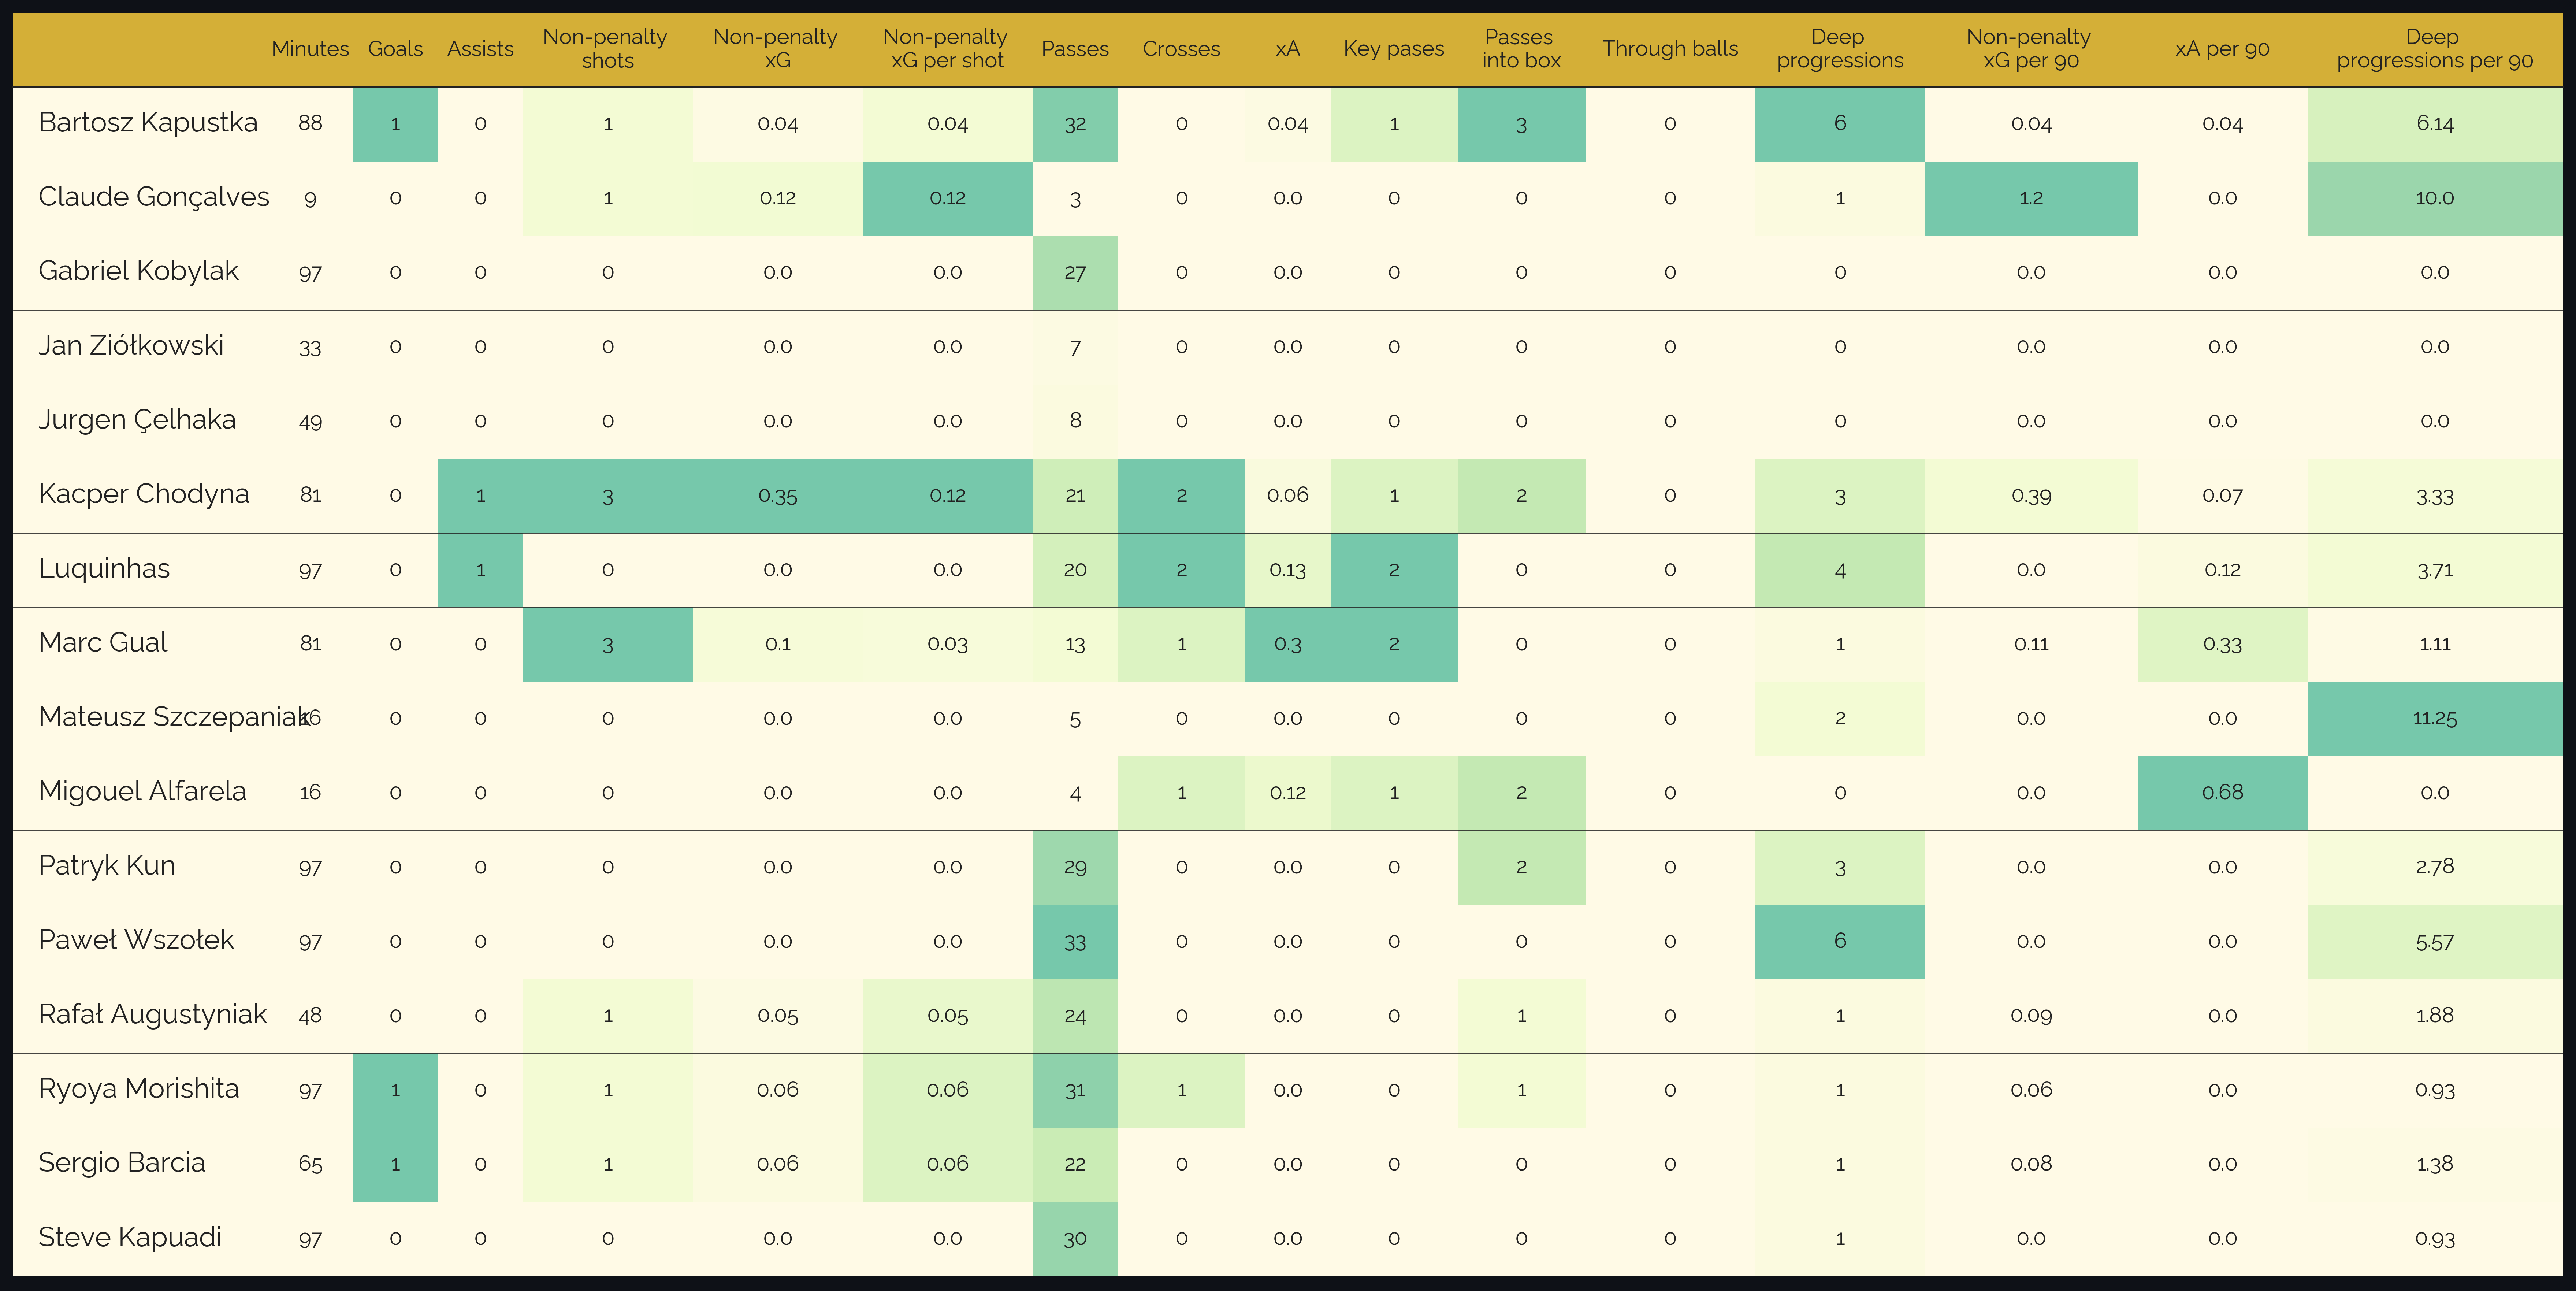 Minutes Goals Assists Non-penalty shots Non-penalty xG Non-penalty xG per shot Passes Crosses xA Key pases Passes into box Through balls Deep progressions Non-penalty xG per 90 xA per 90 Deep progressions per 90
Bartosz Kapustka 88 1 0 1 0.04 0.04 32 0 0.04 1 3 0 6 0.04 0.04 6.14
Claude Gonçalves 9 0 0 1 0.12 0.12 3 0 0.0 0 0 0 1 1.2 0.0 10.0
Gabriel Kobylak 97 0 0 0 0.0 0.0 27 0 0.0 0 0 0 0 0.0 0.0 0.0
Jan Ziółkowski 33 0 0 0 0.0 0.0 7 0 0.0 0 0 0 0 0.0 0.0 0.0
Jurgen Çelhaka 49 0 0 0 0.0 0.0 8 0 0.0 0 0 0 0 0.0 0.0 0.0
Kacper Chodyna 81 0 1 3 0.35 0.12 21 2 0.06 1 2 0 3 0.39 0.07 3.33
Luquinhas 97 0 1 0 0.0 0.0 20 2 0.13 2 0 0 4 0.0 0.12 3.71
Marc Gual 81 0 0 3 0.1 0.03 13 1 0.3 2 0 0 1 0.11 0.33 1.11
Mateusz Szczepaniak 16 0 0 0 0.0 0.0 5 0 0.0 0 0 0 2 0.0 0.0 11.25
Migouel Alfarela 16 0 0 0 0.0 0.0 4 1 0.12 1 2 0 0 0.0 0.68 0.0
Patryk Kun 97 0 0 0 0.0 0.0 29 0 0.0 0 2 0 3 0.0 0.0 2.78
Paweł Wszołek 97 0 0 0 0.0 0.0 33 0 0.0 0 0 0 6 0.0 0.0 5.57
Rafał Augustyniak 48 0 0 1 0.05 0.05 24 0 0.0 0 1 0 1 0.09 0.0 1.88
Ryoya Morishita 97 1 0 1 0.06 0.06 31 1 0.0 0 1 0 1 0.06 0.0 0.93
Sergio Barcia 65 1 0 1 0.06 0.06 22 0 0.0 0 0 0 1 0.08 0.0 1.38
Steve Kapuadi 97 0 0 0 0.0 0.0 30 0 0.0 0 0 0 1 0.0 0.0 0.93